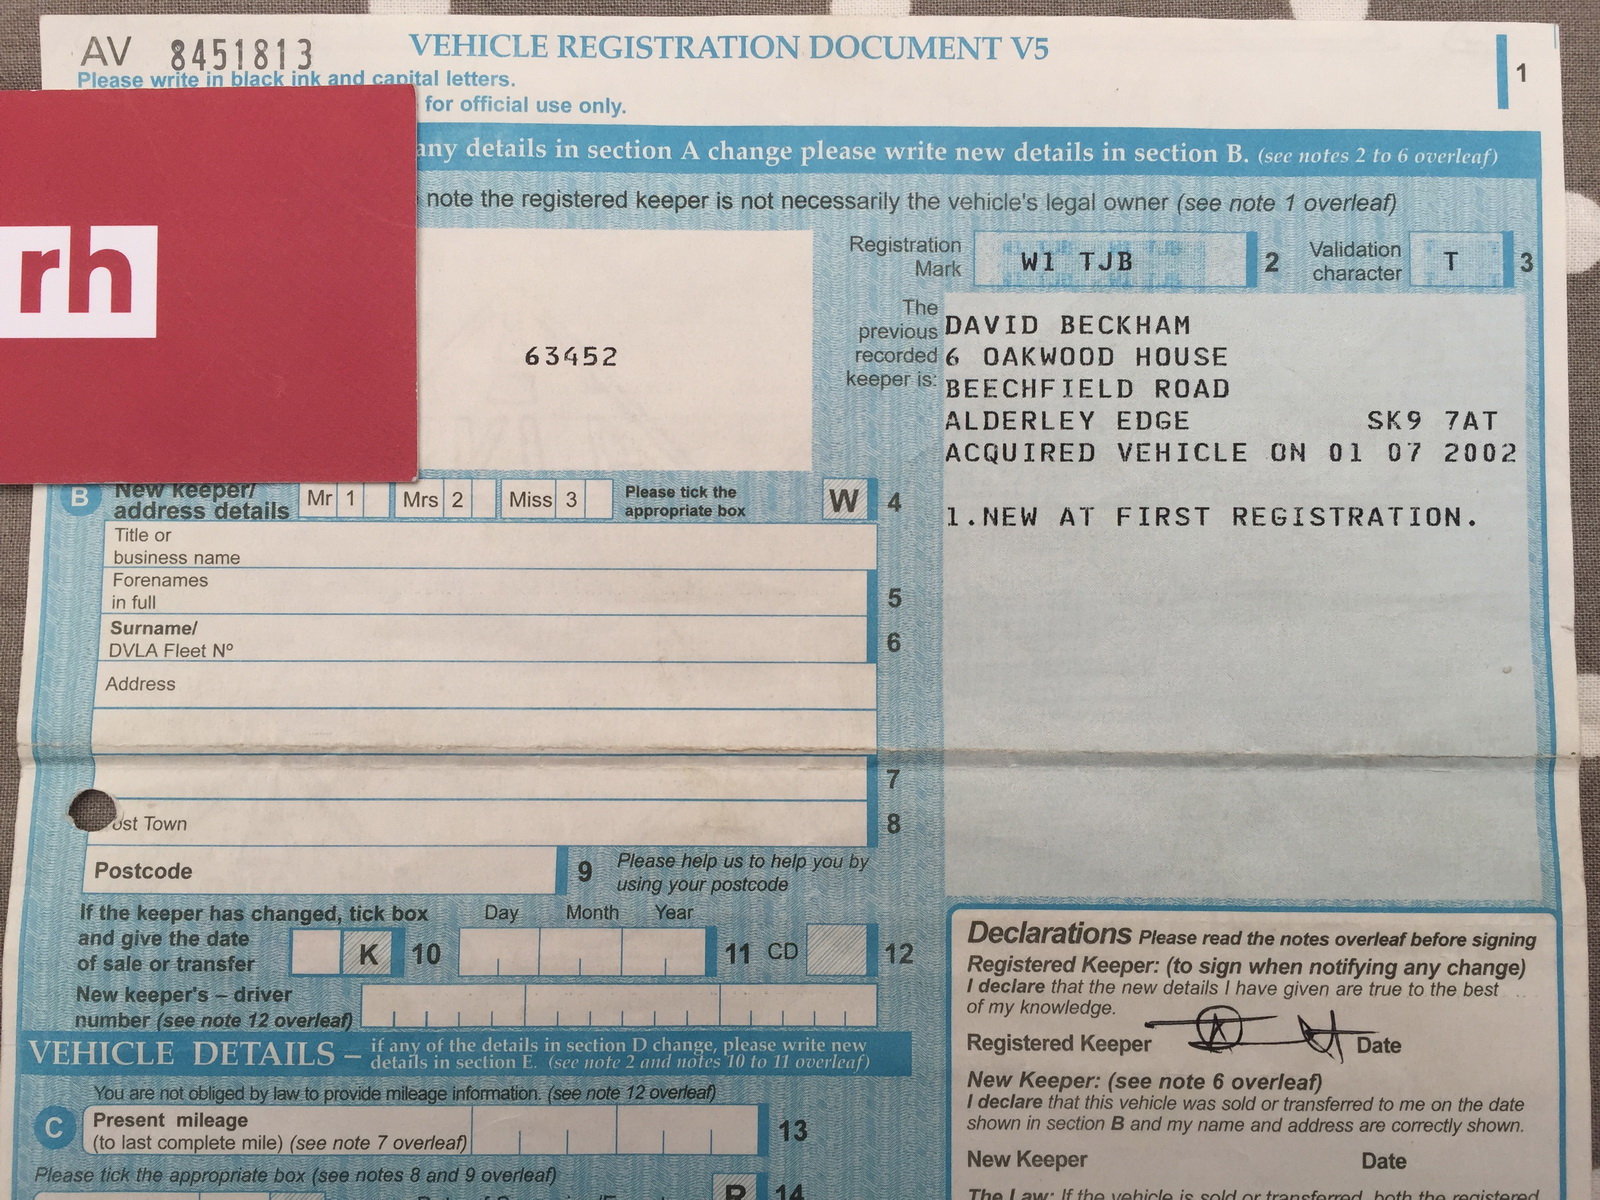 AV 8451813
VEHICLE REGISTRATION DOCUMENT V5
1
Please write in black ink and capital letters.
for official use only.
any details in section A change please write new details in section B. (see notes 2 to 6 overleaf)
note the registered keeper is not necessarily the vehicle's legal owner (see note 1 overleaf)
rh
63452
Registration Mark
W1 TJB
2
Validation character
T
3
The previous recorded keeper is:
DAVID BECKHAM
6 OAKWOOD HOUSE
BEECHFIELD ROAD
ALDERLEY EDGE SK9 7AT
ACQUIRED VEHICLE ON 01 07 2002
1.NEW AT FIRST REGISTRATION.
B
New keeper/
address details
Mr 1
Mrs 2
Miss 3
Please tick the
appropriate box
W
4
Title or
business name
Forenames
in full
5
Surname/
DVLA Fleet Nº
6
Address
7
ost Town
8
Postcode
9
Please help us to help you by
using your postcode
If the keeper has changed, tick box
and give the date
of sale or transfer
K
10
Day Month Year
11
CD
12
New keeper's – driver
number (see note 12 overleaf)
VEHICLE DETAILS –
if any of the details in section D change, please write new
details in section E. (see note 2 and notes 10 to 11 overleaf)
You are not obliged by law to provide mileage information. (see note 12 overleaf)
C
Present mileage
(to last complete mile) (see note 7 overleaf)
13
Please tick the appropriate box (see notes 8 and 9 overleaf)
R
14
Declarations Please read the notes overleaf before signing
Registered Keeper: (to sign when notifying any change)
I declare that the new details I have given are true to the best
of my knowledge.
Registered Keeper
Date
New Keeper: (see note 6 overleaf)
I declare that this vehicle was sold or transferred to me on the date
shown in section B and my name and address are correctly shown.
New Keeper
Date
The Law: If the vehicle is sold or transferred, both the registered